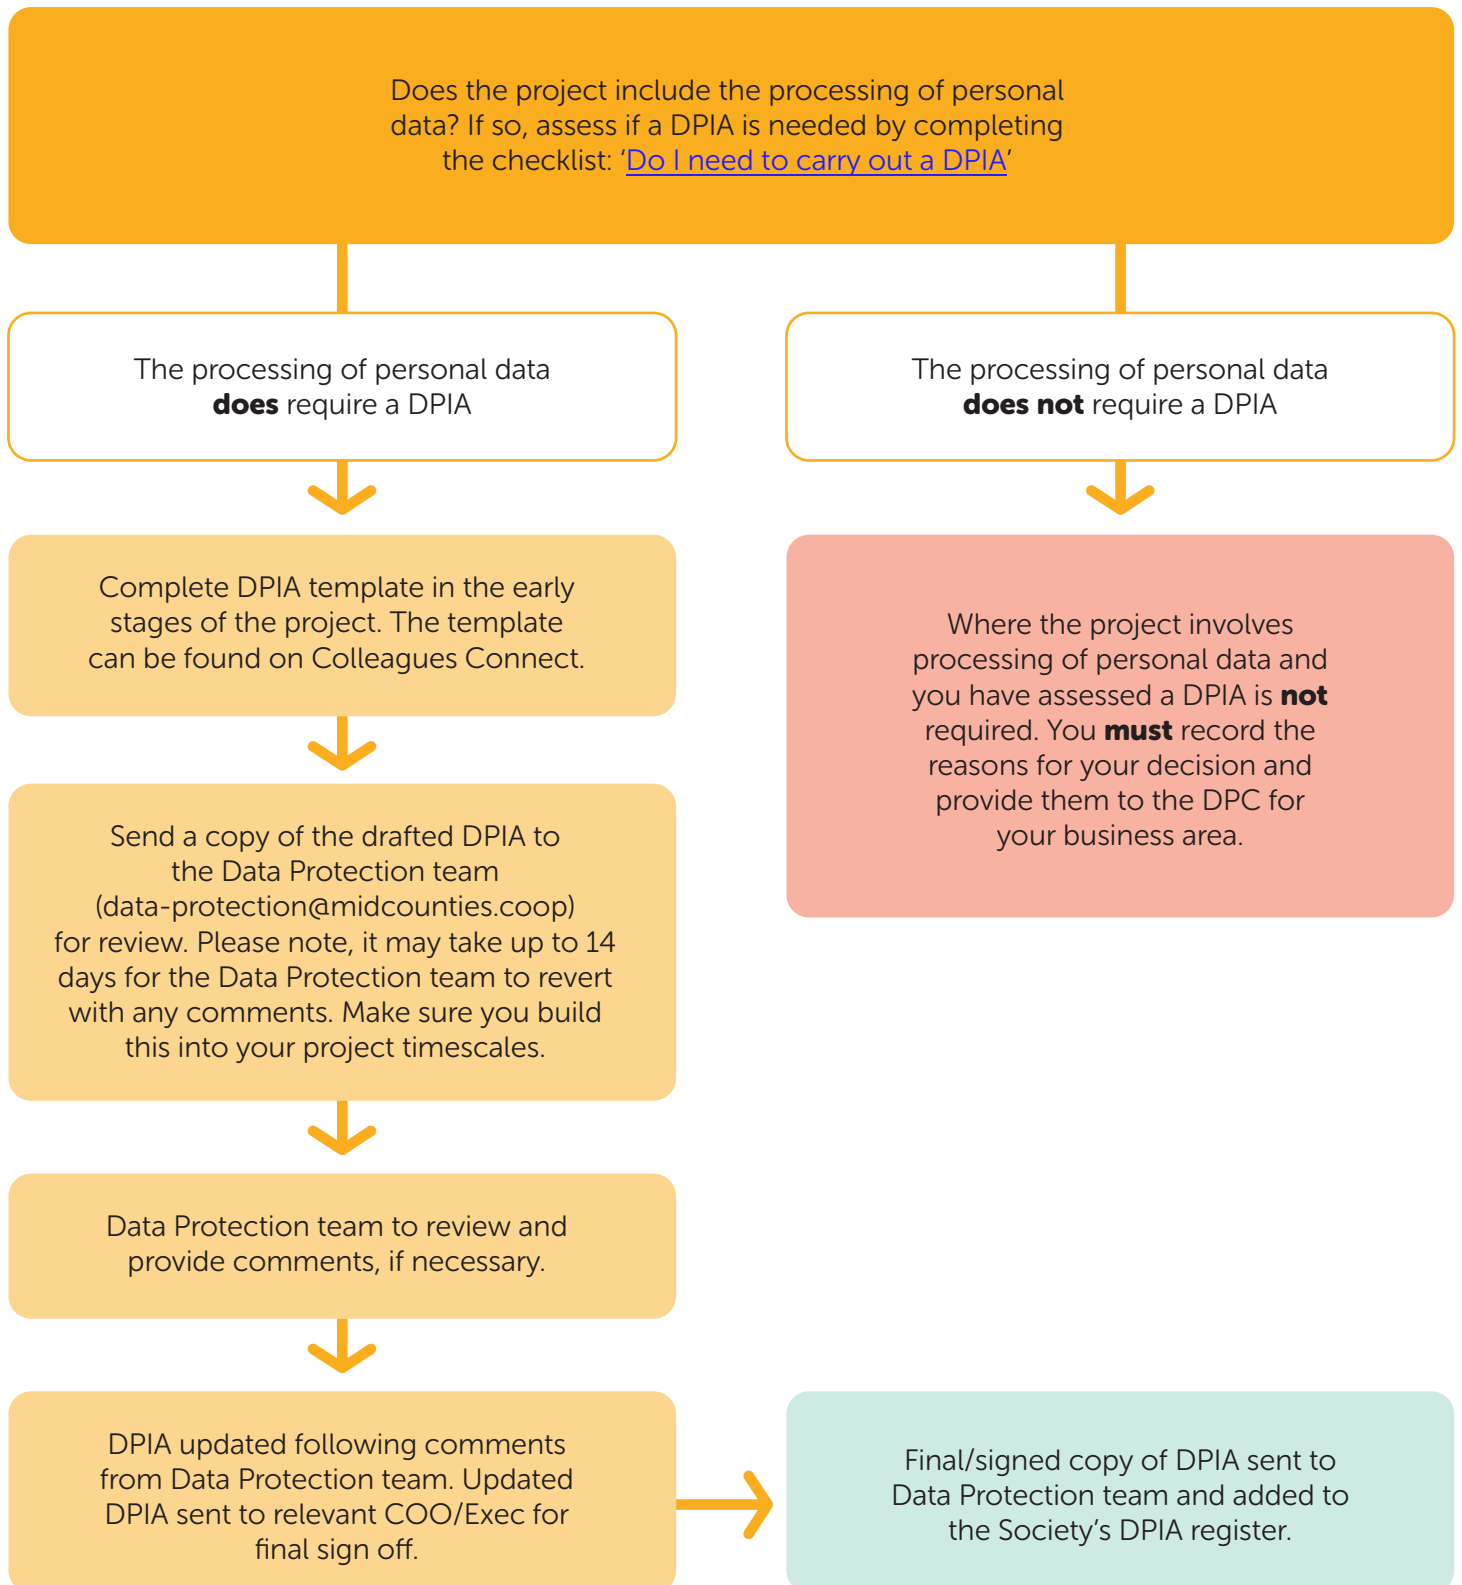 Does the project include the processing of personal
data? If so, assess if a DPIA is needed by completing
the checklist: ‘Do I need to carry out a DPIA’
The processing of personal data
does require a DPIA
The processing of personal data
does not require a DPIA
Complete DPIA template in the early
stages of the project. The template
can be found on Colleagues Connect.
Where the project involves
processing of personal data and
you have assessed a DPIA is not
required. You must record the
reasons for your decision and
provide them to the DPC for
your business area.
Send a copy of the drafted DPIA to
the Data Protection team
(data-protection@midcounties.coop)
for review. Please note, it may take up to 14
days for the Data Protection team to revert
with any comments. Make sure you build
this into your project timescales.
Data Protection team to review and
provide comments, if necessary.
DPIA updated following comments
from Data Protection team. Updated
DPIA sent to relevant COO/Exec for
final sign off.
Final/signed copy of DPIA sent to
Data Protection team and added to
the Society’s DPIA register.